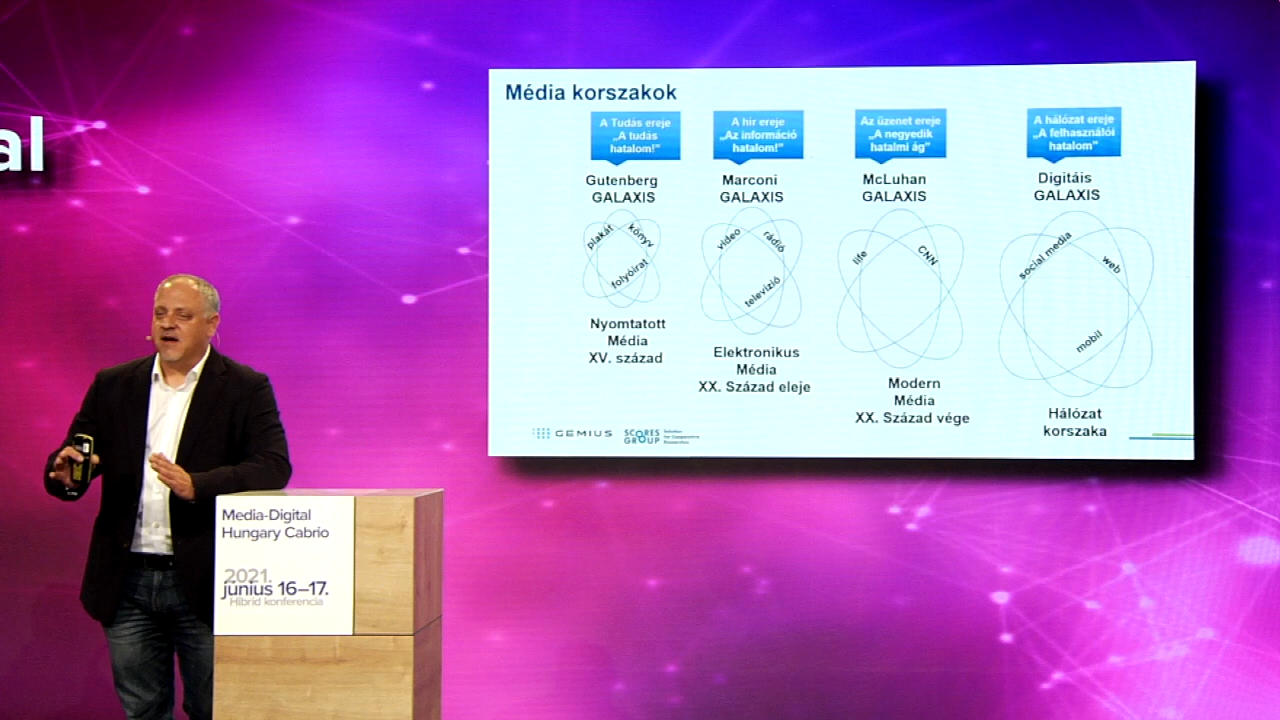 al
Média korszakok
A Tudás ereje
„A tudás
hatalom!”
A hír ereje
„Az információ
hatalom!”
Az üzenet ereje
„A negyedik
hatalmi ág”
A hálózat ereje
„A felhasználói
hatalom”
Gutenberg
GALAXIS
Marconi
GALAXIS
McLuhan
GALAXIS
Digitáis
GALAXIS
plakát
könyv
folyóirat
video
rádió
televízió
life
CNN
social media
web
mobil
Nyomtatott
Média
XV. század
Elektronikus
Média
XX. Század eleje
Modern
Média
XX. Század vége
Hálózat
korszaka
GEMIUS
SCORES
GROUP
Media-Digital
Hungary Cabrio
2021.
június 16–17.
Hibrid konferencia